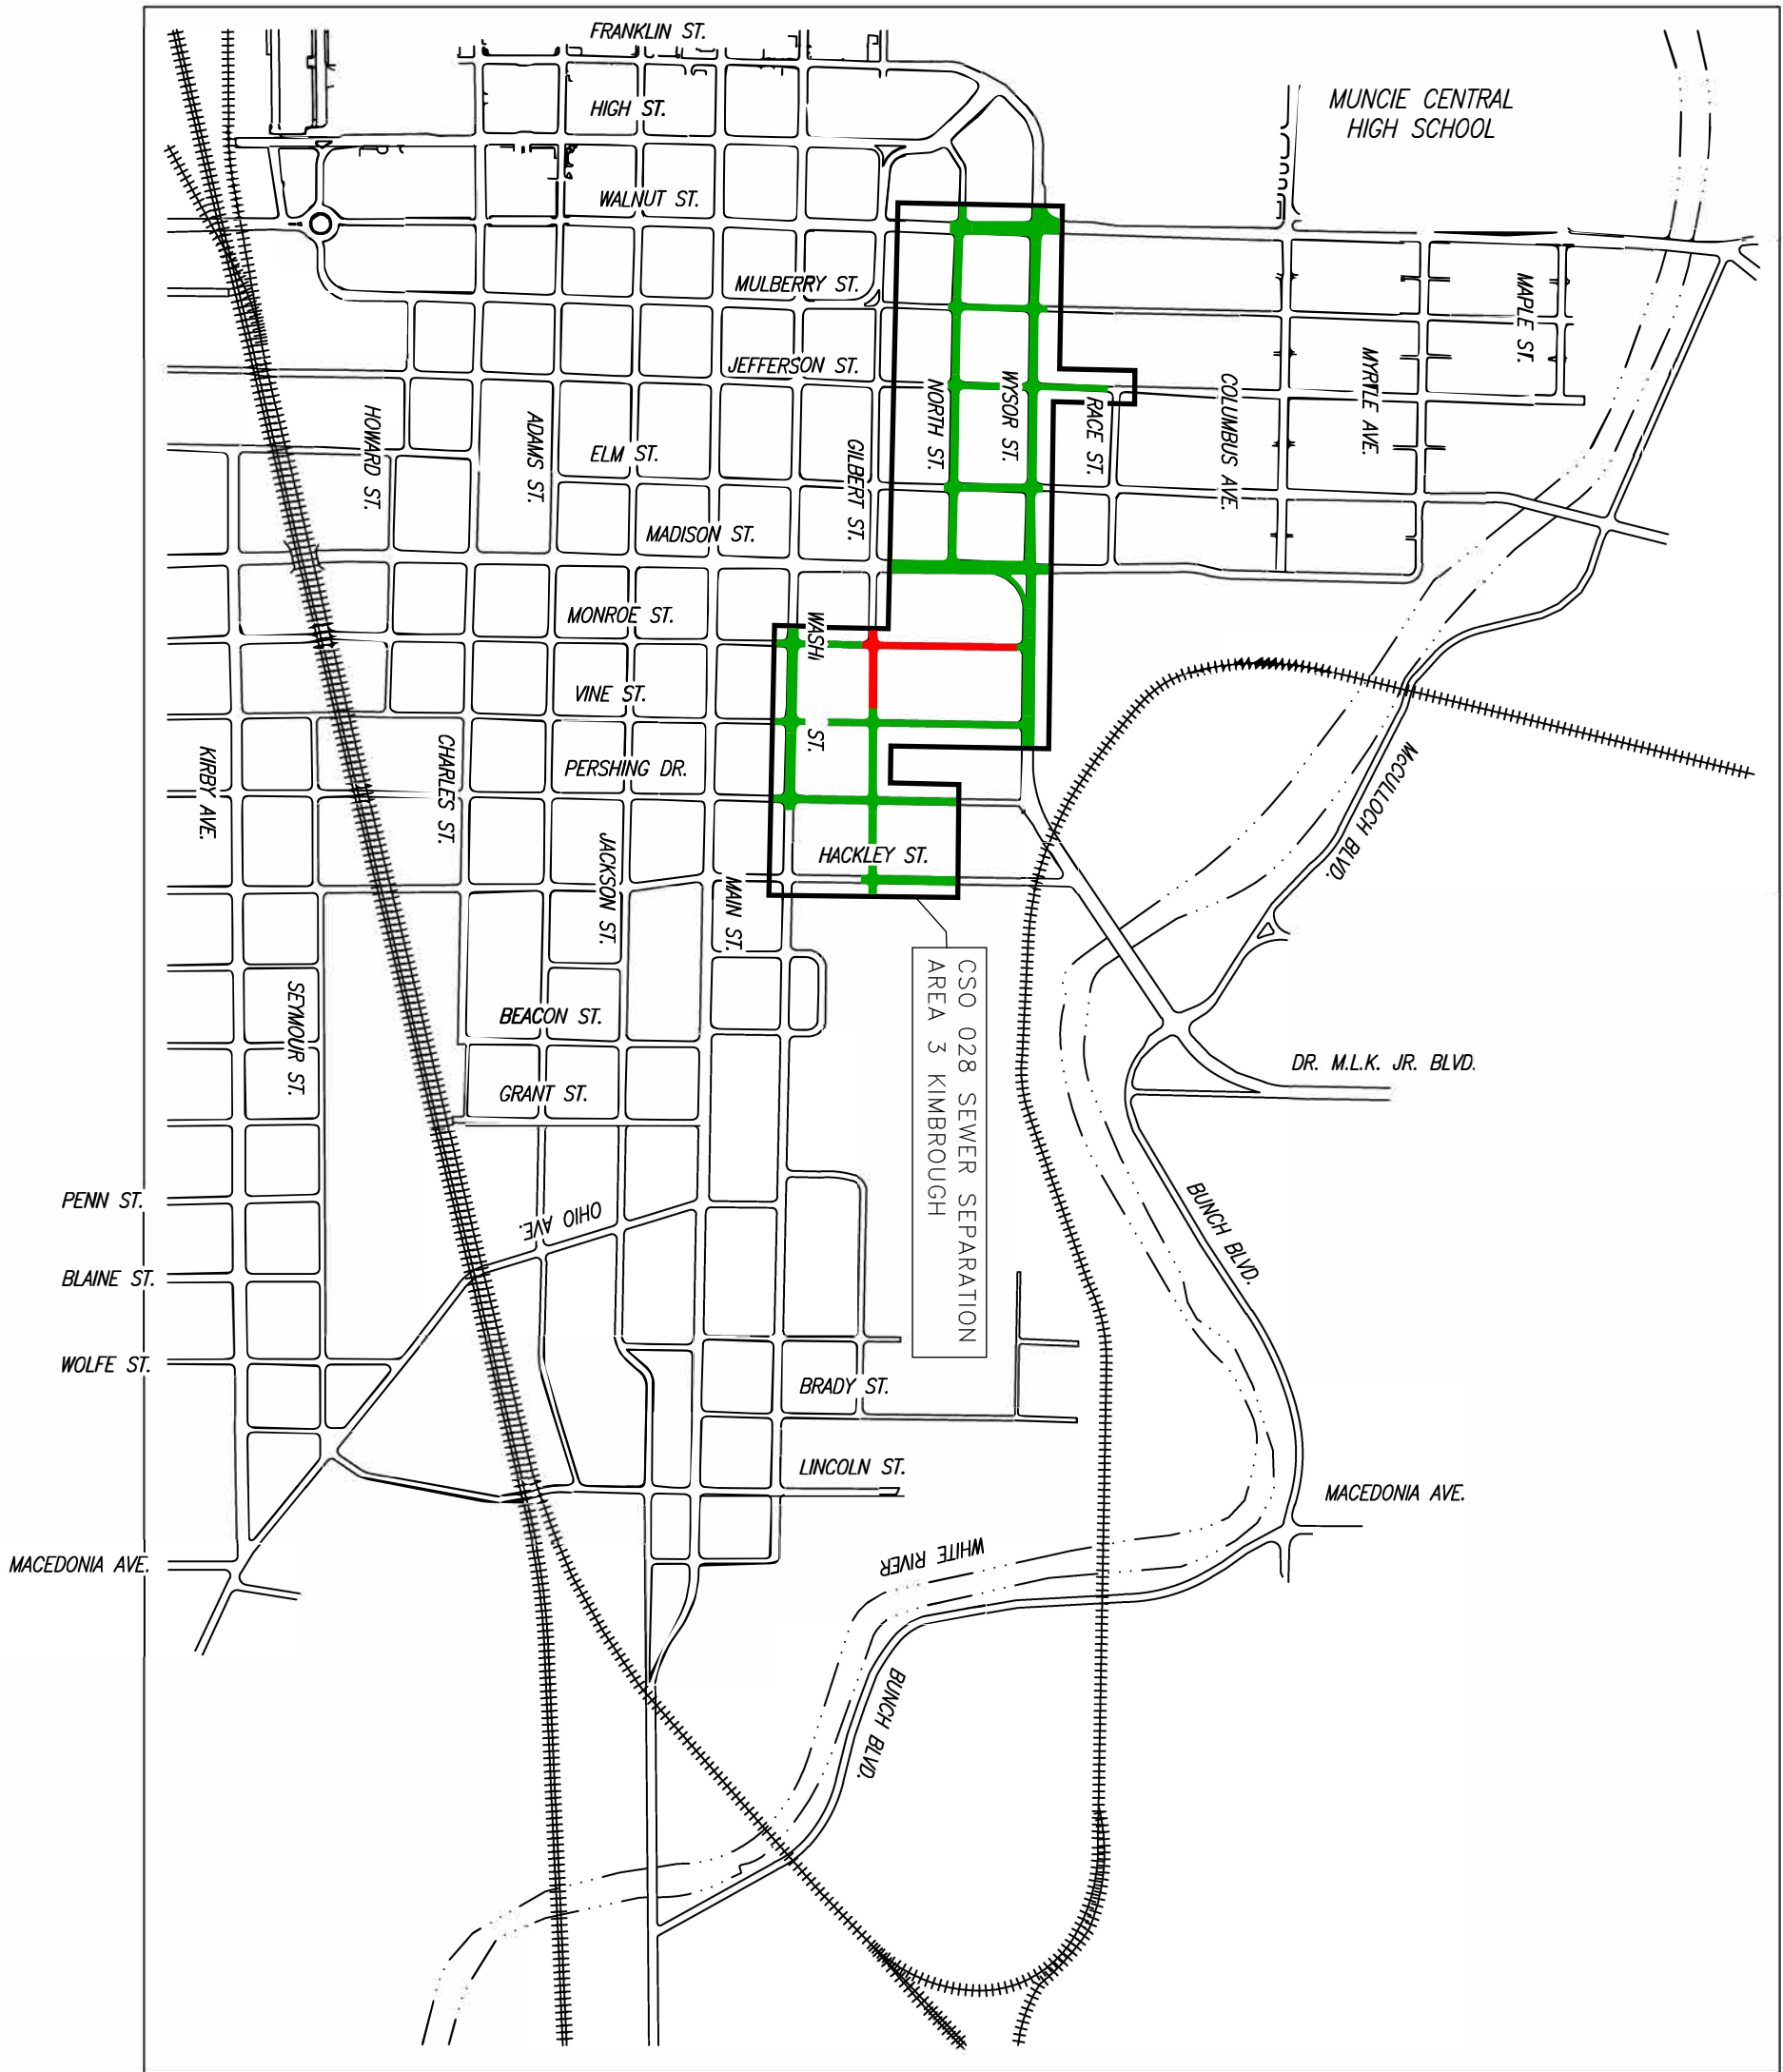 FRANKLIN ST.
HIGH ST.
MUNCIE CENTRAL
HIGH SCHOOL
WALNUT ST.
MULBERRY ST.
MAPLE ST.
JEFFERSON ST.
NORTH ST.
WYSOR ST.
RACE ST.
COLUMBUS AVE.
MYRTLE AVE.
HOWARD ST.
ADAMS ST.
ELM ST.
GILBERT ST.
MADISON ST.
MONROE ST.
WASHI
ST.
VINE ST.
KIRBY AVE.
CHARLES ST.
PERSHING DR.
McCULLOCH BLVD.
JACKSON ST.
HACKLEY ST.
MAIN ST.
CSO 028 SEWER SEPARATION
AREA 3 KIMBROUGH
SEYMOUR ST.
BEACON ST.
DR. M.L.K. JR. BLVD.
GRANT ST.
PENN ST.
OHIO AVE.
BUNCH BLVD.
BLAINE ST.
WOLFE ST.
BRADY ST.
LINCOLN ST.
MACEDONIA AVE.
WHITE RIVER
MACEDONIA AVE.
BUNCH BLVD.